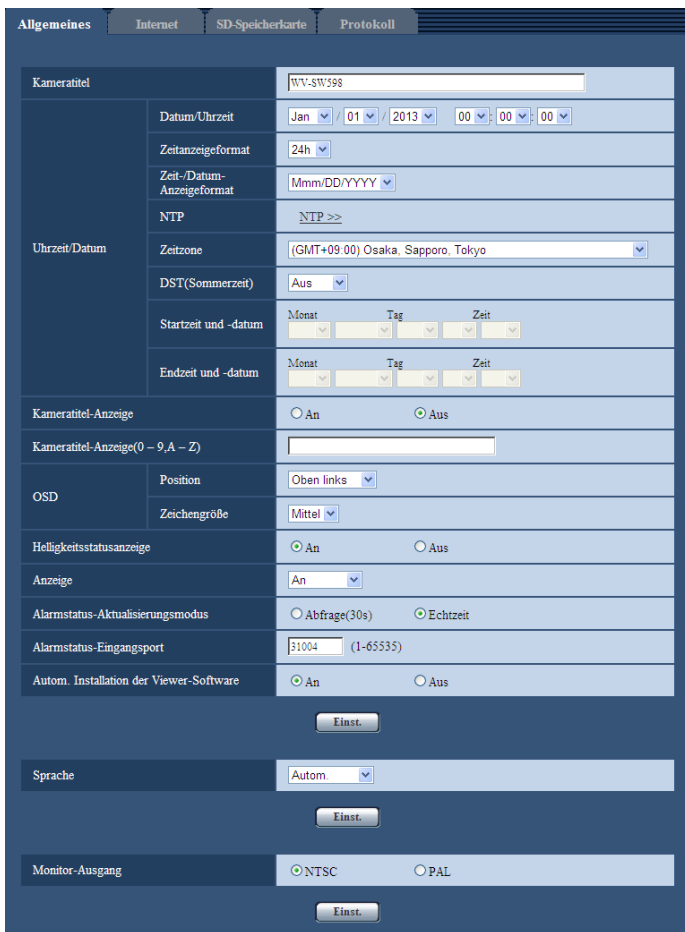 Allgemeines Internet SD-Speicherkarte Protokoll
Kameratitel WV-SW598
Uhrzeit/Datum
Datum/Uhrzeit Jan / 01 / 2013 00 : 00 : 00
Zeitanzeigeformat 24h
Zeit-/Datum-
Anzeigeformat Mmm/DD/YYYY
NTP NTP >>
Zeitzone (GMT+09:00) Osaka, Sapporo, Tokyo
DST(Sommerzeit) Aus
Startzeit und -datum Monat Tag Zeit
Endzeit und -datum Monat Tag Zeit
Kameratitel-Anzeige An Aus
Kameratitel-Anzeige(0 – 9,A – Z)
OSD
Position Oben links
Zeichengröße Mittel
Helligkeitsstatusanzeige An Aus
Anzeige An
Alarmstatus-Aktualisierungsmodus Abfrage(30s) Echtzeit
Alarmstatus-Eingangsport 31004 (1-65535)
Autom. Installation der Viewer-Software An Aus
Einst.
Sprache Autom.
Einst.
Monitor-Ausgang NTSC PAL
Einst.